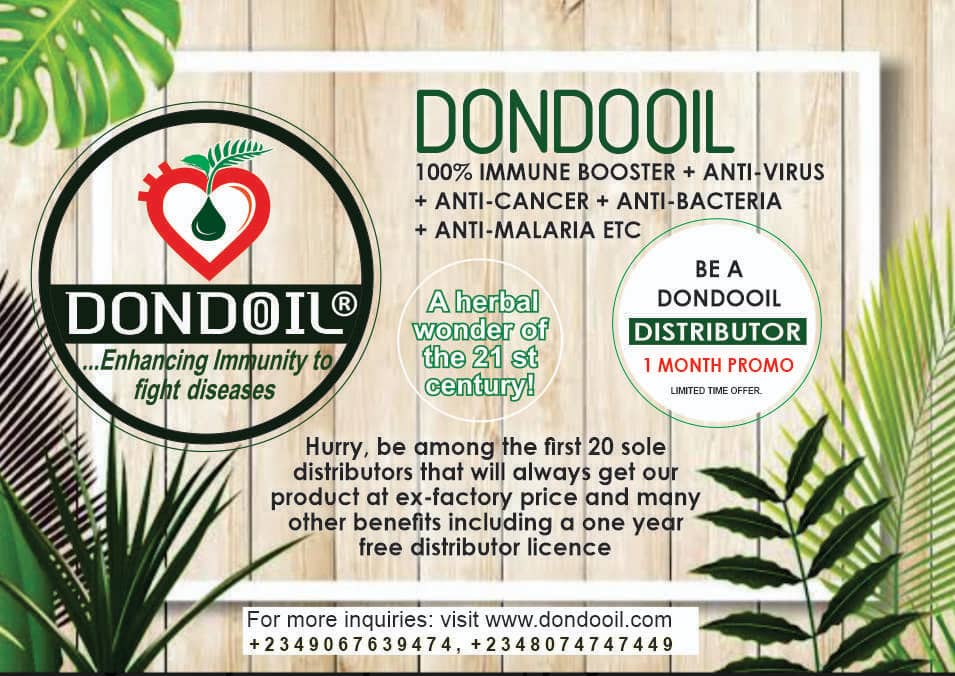 DONDOOIL
100% IMMUNE BOOSTER + ANTI-VIRUS
+ ANTI-CANCER + ANTI-BACTERIA
+ ANTI-MALARIA ETC
DONDOOIL®
...Enhancing Immunity to
fight diseases
A herbal
wonder of
the 21 st
century!
BE A
DONDOOIL
DISTRIBUTOR
1 MONTH PROMO
LIMITED TIME OFFER.
Hurry, be among the first 20 sole
distributors that will always get our
product at ex-factory price and many
other benefits including a one year
free distributor licence
For more inquiries: visit www.dondooil.com
+2349067639474, +2348074747449